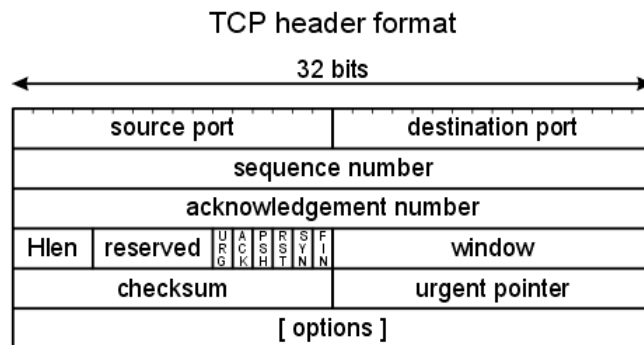 TCP header format
32 bits
source port destination port
sequence number
acknowledgement number
Hlen reserved URG ACK PSH RST SYN FIN window
checksum urgent pointer
[ options ]